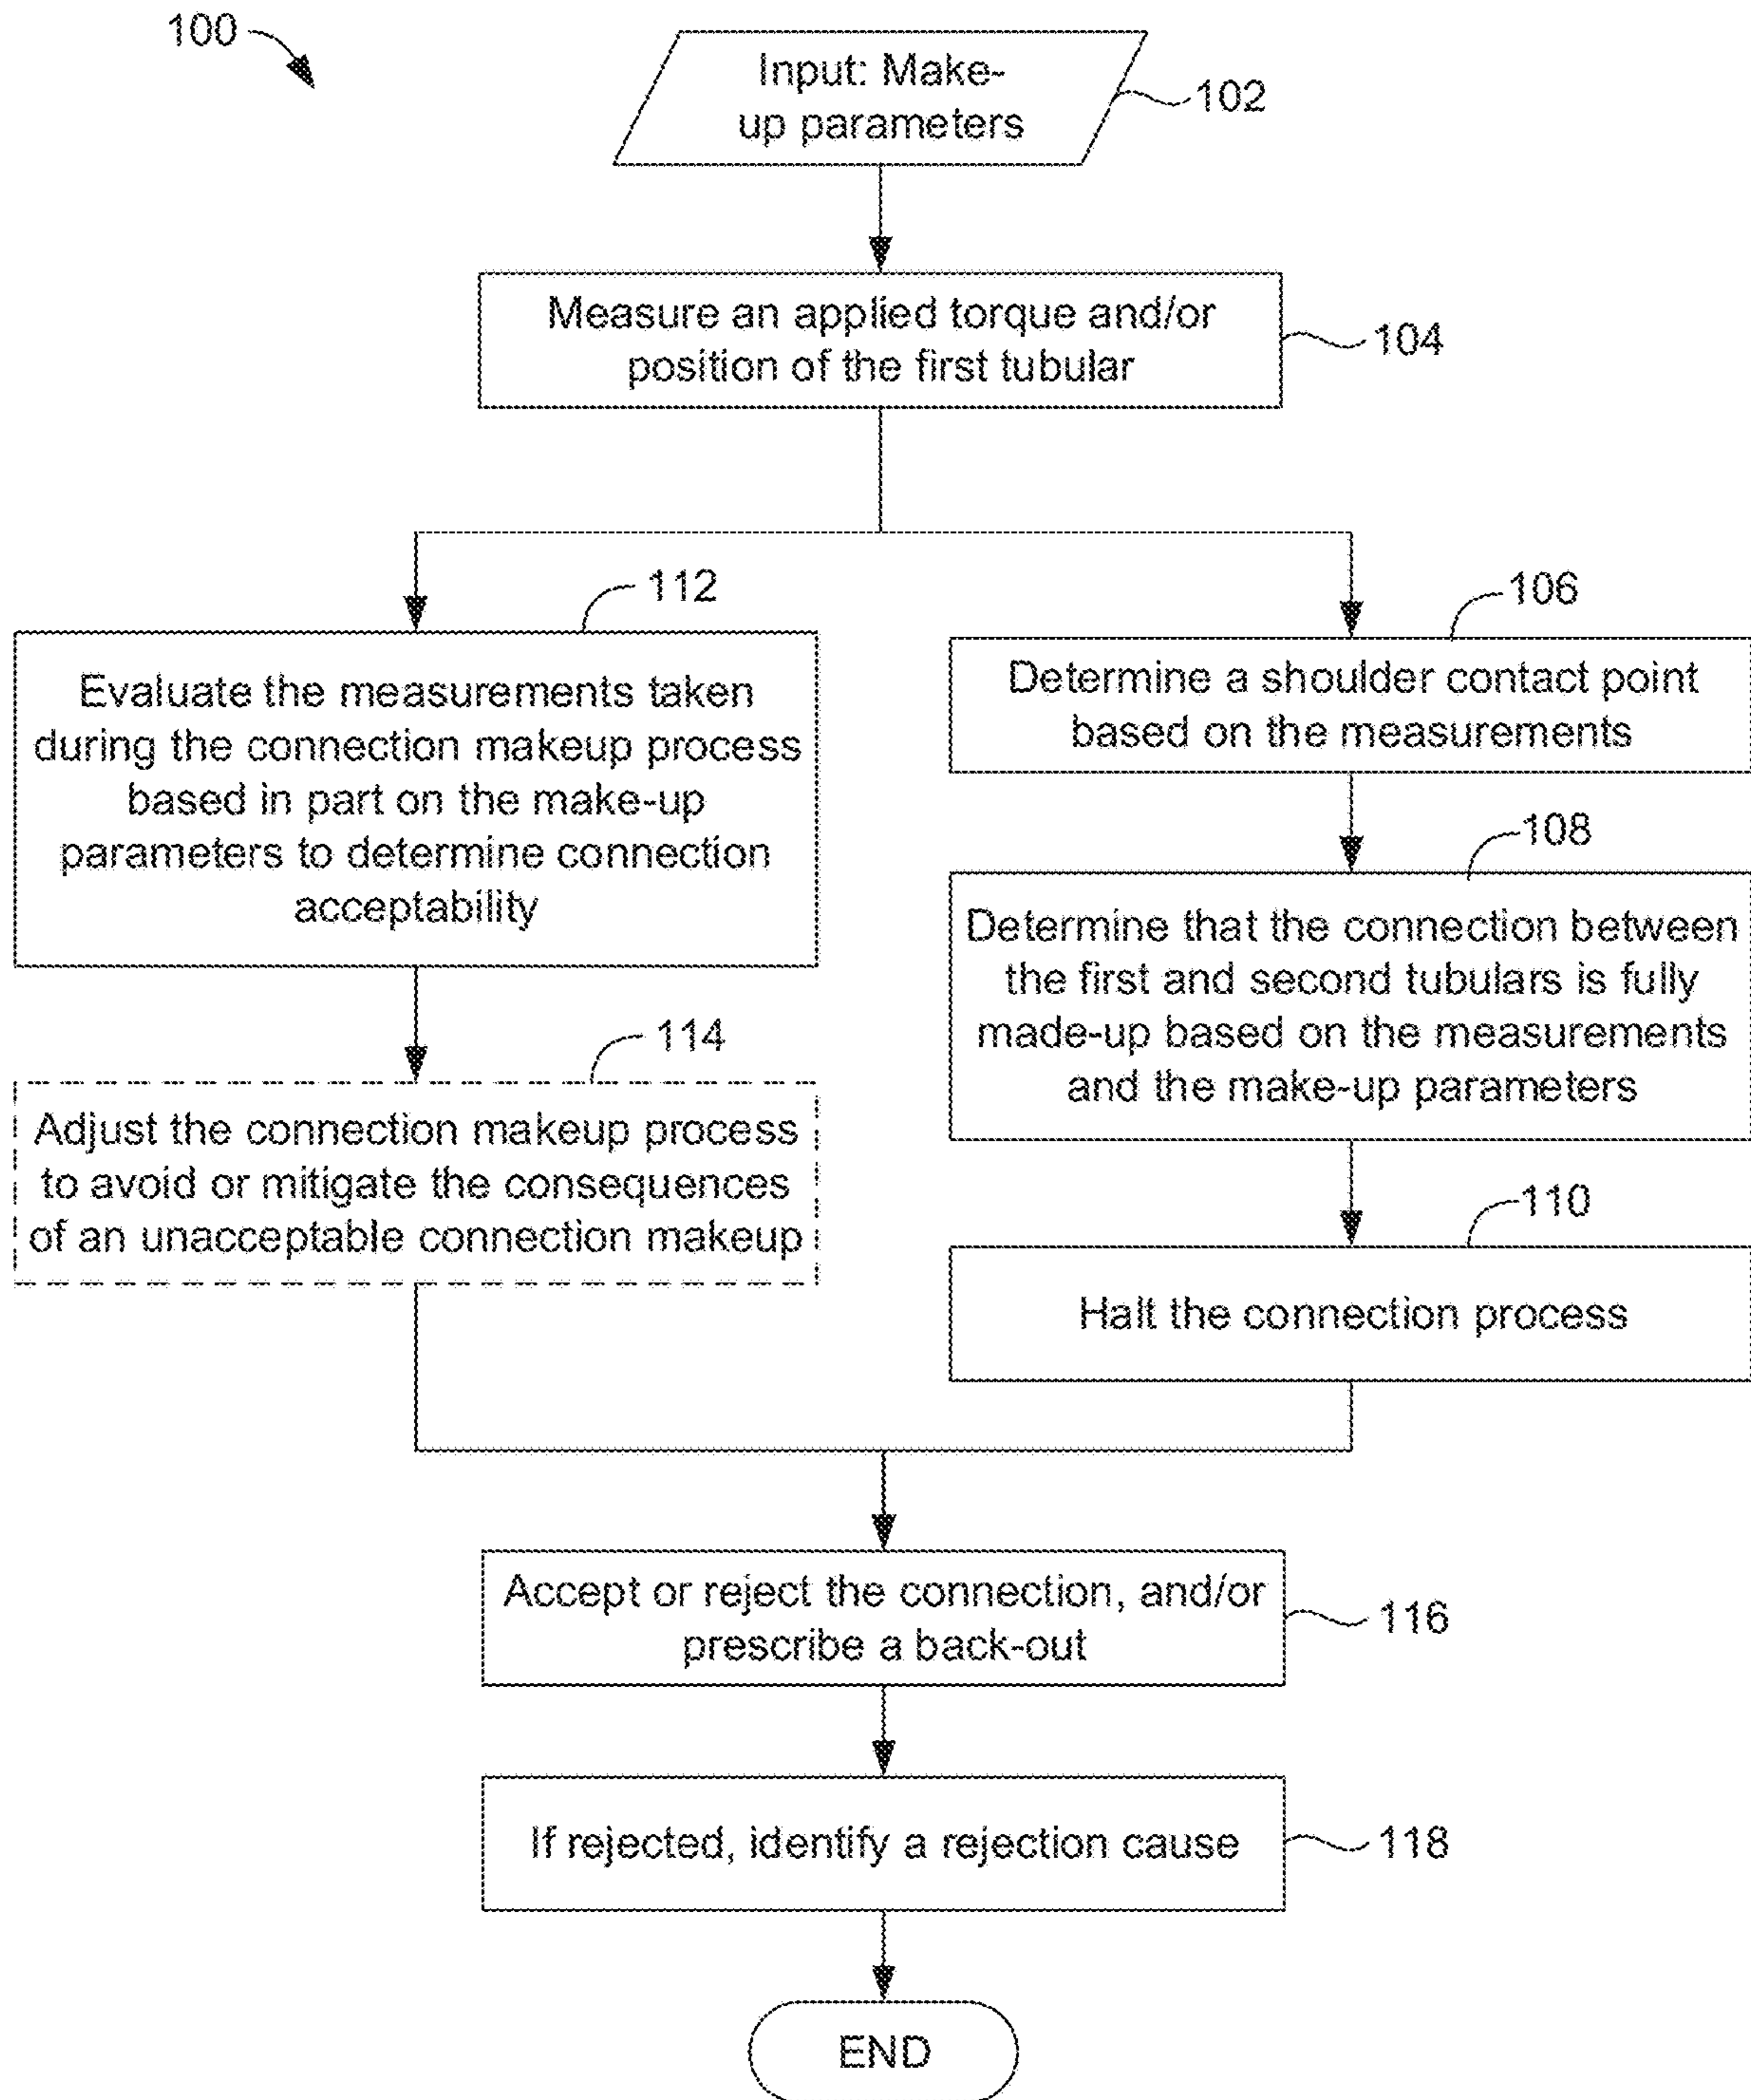 100
Input: Make-
up parameters
102
Measure an applied torque and/or
position of the first tubular
104
112
Evaluate the measurements taken
during the connection makeup process
based in part on the make-up
parameters to determine connection
acceptability
114
Adjust the connection makeup process
to avoid or mitigate the consequences
of an unacceptable connection makeup
106
Determine a shoulder contact point
based on the measurements
108
Determine that the connection between
the first and second tubulars is fully
made-up based on the measurements
and the make-up parameters
110
Halt the connection process
Accept or reject the connection, and/or
prescribe a back-out
116
If rejected, identify a rejection cause
118
END